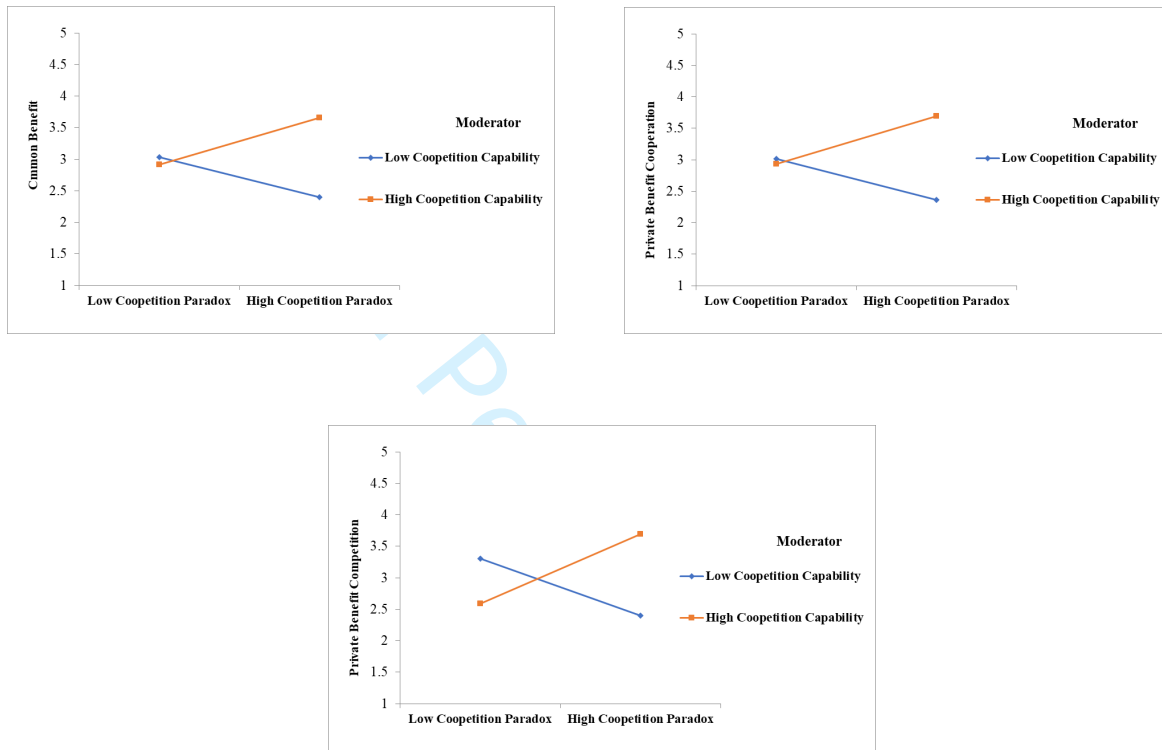 5
4.5
4
3.5
3
2.5
2
1.5
1
Cmmon Benefit
Low Coopetition Paradox
High Coopetition Paradox
Moderator
Low Coopetition Capability
High Coopetition Capability
5
4.5
4
3.5
3
2.5
2
1.5
1
Private Benefit Cooperation
Low Coopetition Paradox
High Coopetition Paradox
Moderator
Low Coopetition Capability
High Coopetition Capability
5
4.5
4
3.5
3
2.5
2
1.5
1
Private Benefit Competition
Low Coopetition Paradox
High Coopetition Paradox
Moderator
Low Coopetition Capability
High Coopetition Capability